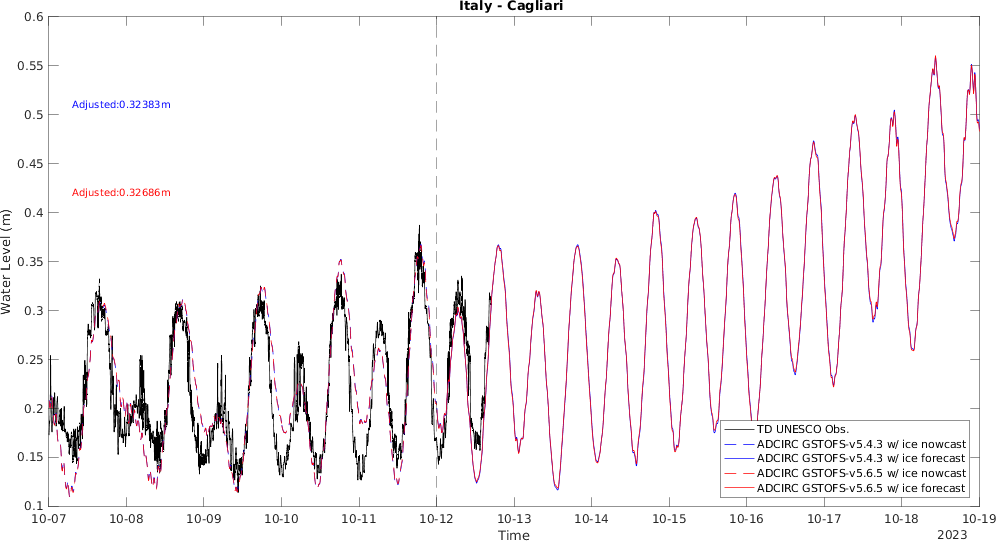 Italy - Cagliari
0.6
0.55
0.5
0.45
0.4
0.35
0.3
0.25
0.2
0.15
0.1
Water Level (m)
Adjusted:0.32383m
Adjusted:0.32686m
TD UNESCO Obs.
ADCIRC GSTOFS-v5.4.3 w/ ice nowcast
ADCIRC GSTOFS-v5.4.3 w/ ice forecast
ADCIRC GSTOFS-v5.6.5 w/ ice nowcast
ADCIRC GSTOFS-v5.6.5 w/ ice forecast
10-07 10-08 10-09 10-10 10-11 10-12 10-13 10-14 10-15 10-16 10-17 10-18 10-19
Time
2023